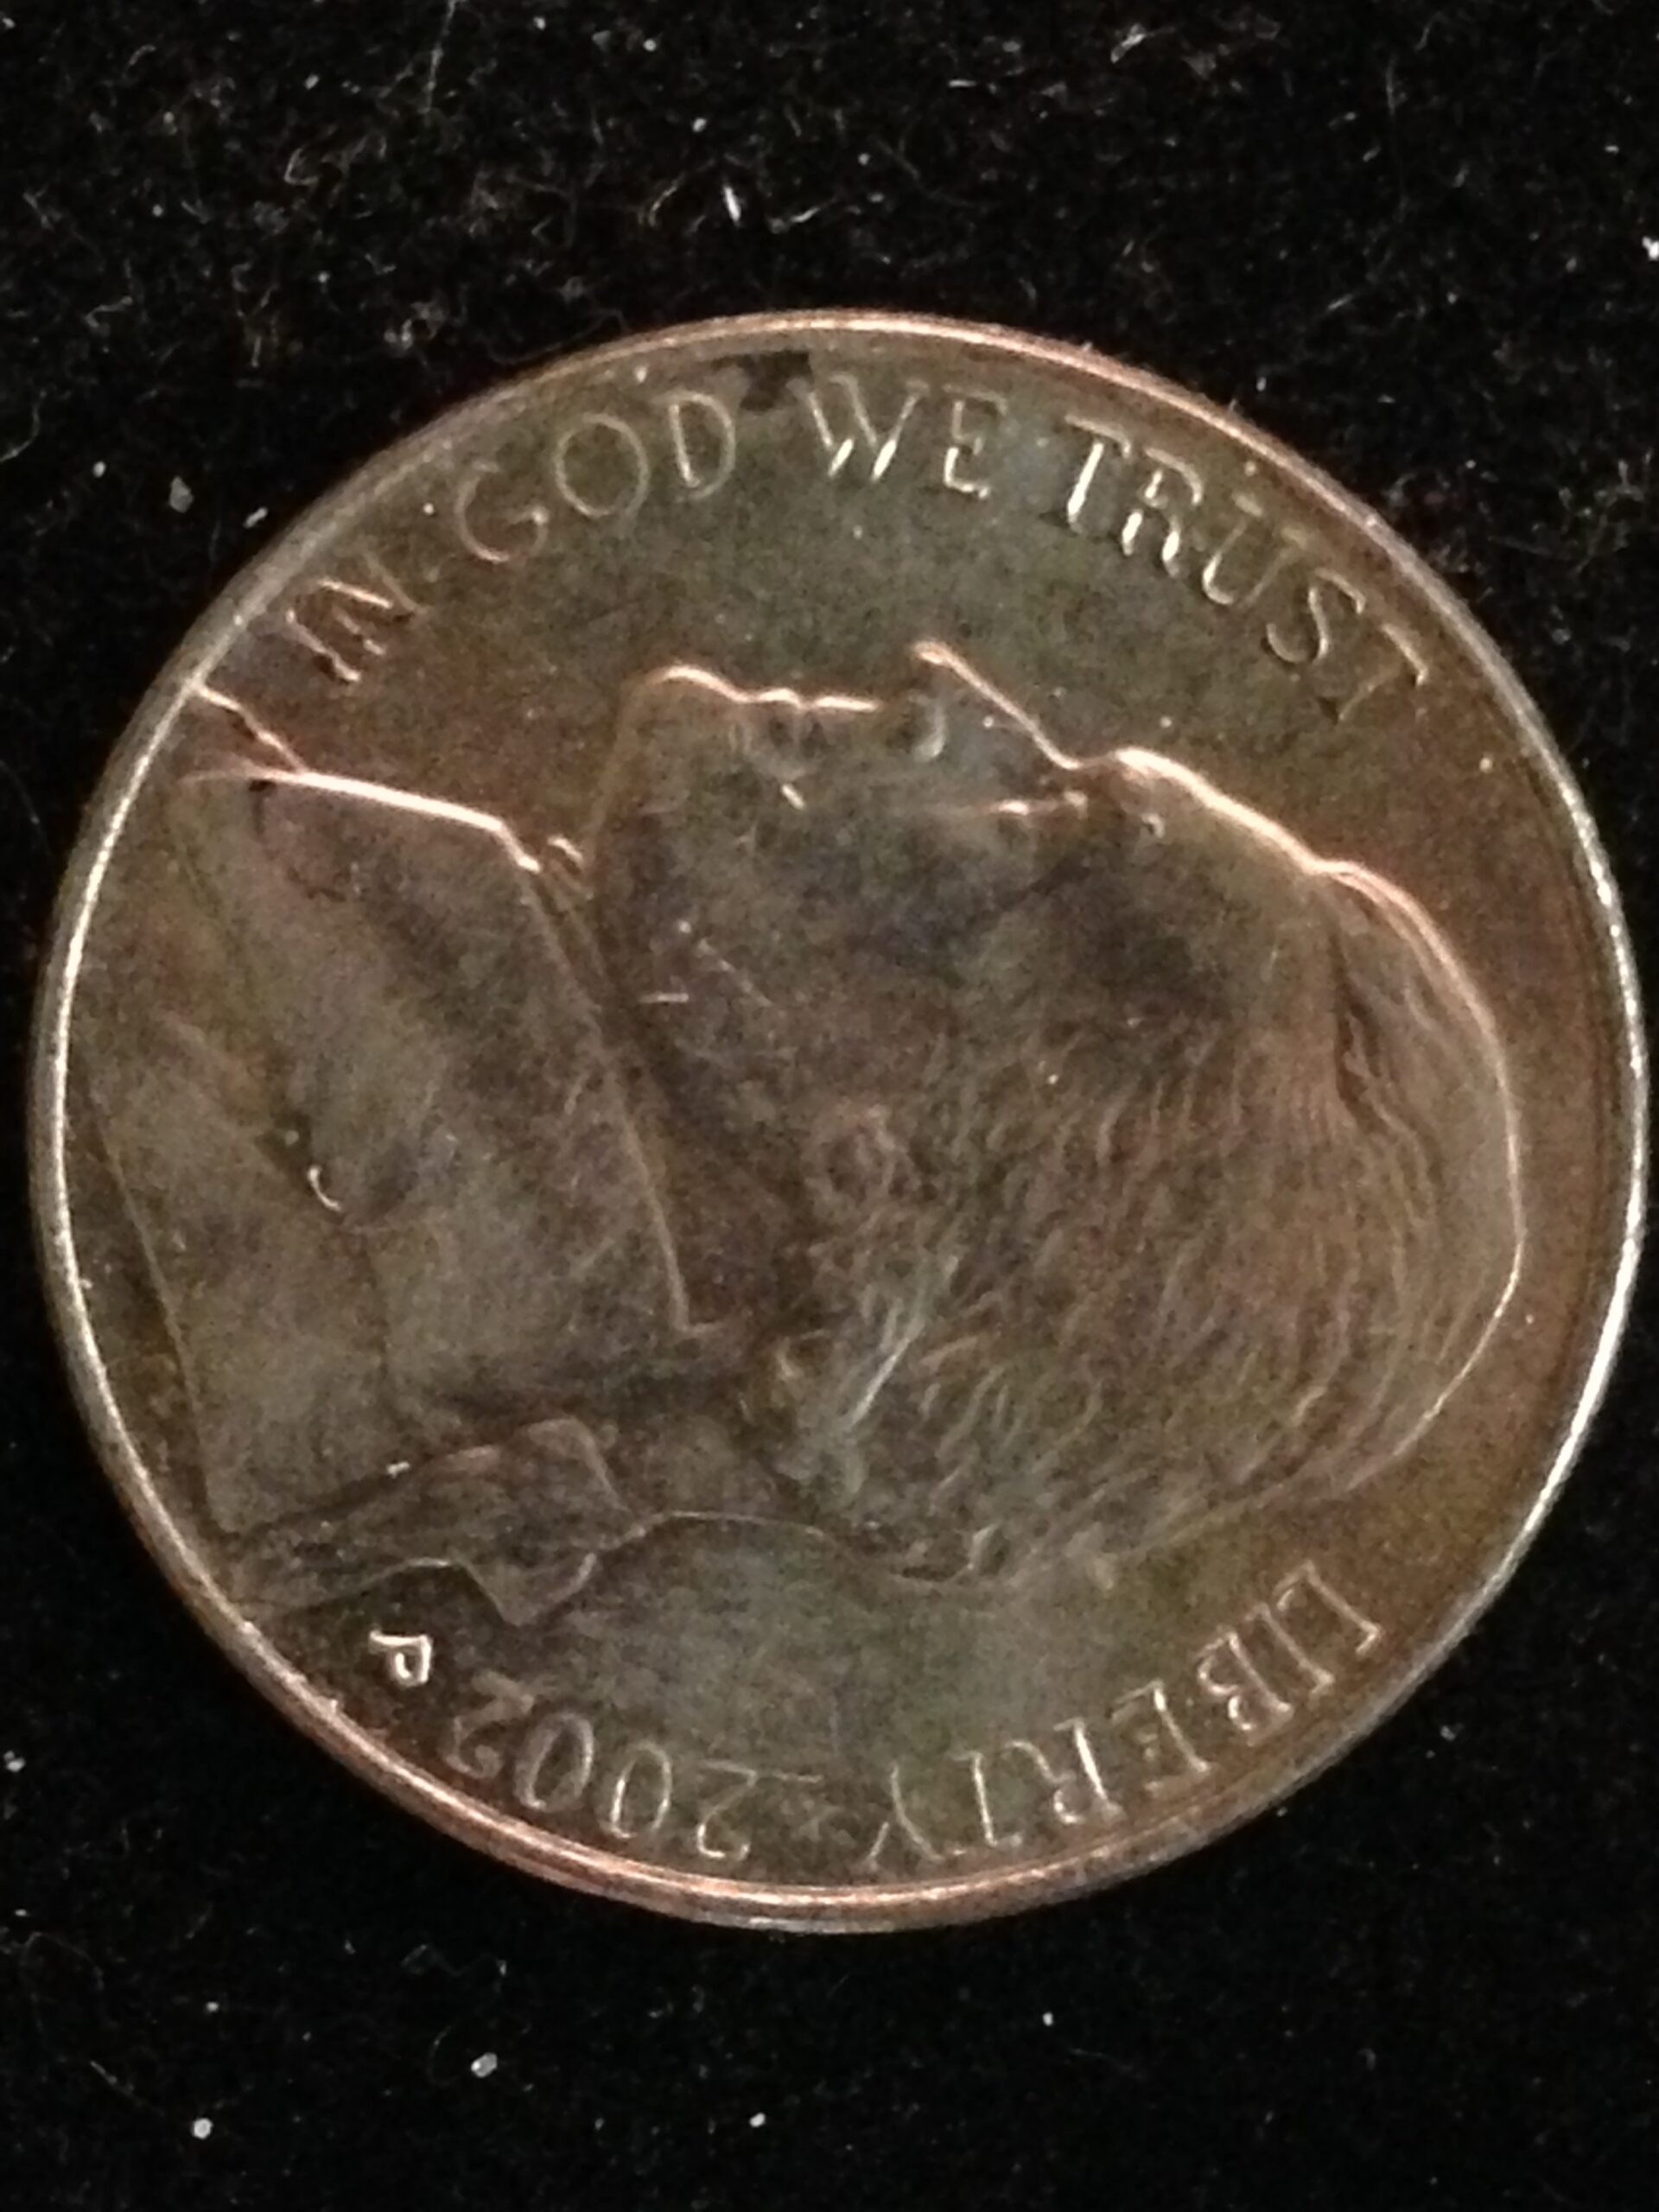 IN GOD WE TRUST
LIBERTY * 2002
P